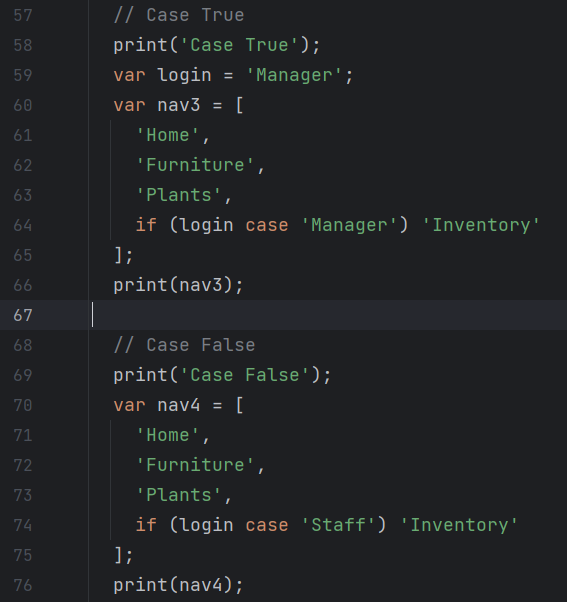 57 // Case True
58 print('Case True');
59 var login = 'Manager';
60 var nav3 = [
61 'Home',
62 'Furniture',
63 'Plants',
64 if (login case 'Manager') 'Inventory'
65 ];
66 print(nav3);
67
68 // Case False
69 print('Case False');
70 var nav4 = [
71 'Home',
72 'Furniture',
73 'Plants',
74 if (login case 'Staff') 'Inventory'
75 ];
76 print(nav4);